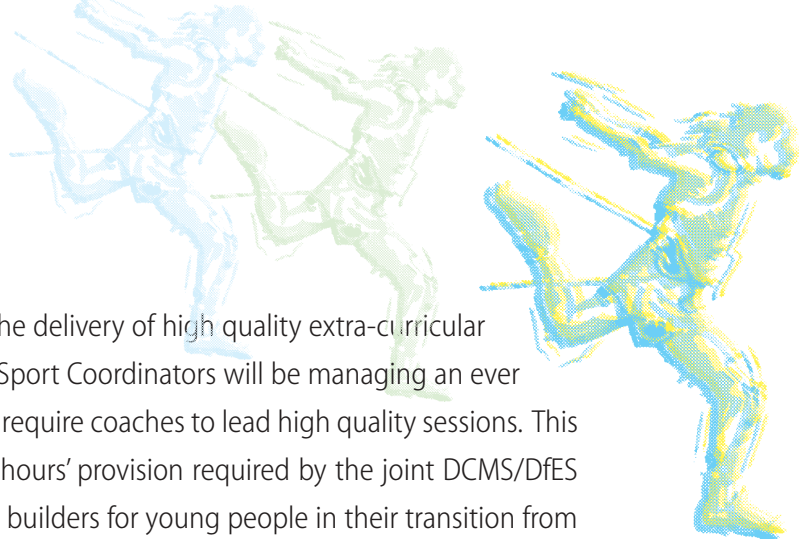 he delivery of high quality extra-curricular
Sport Coordinators will be managing an ever
require coaches to lead high quality sessions. This
hours’ provision required by the joint DCMS/DfES
builders for young people in their transition from